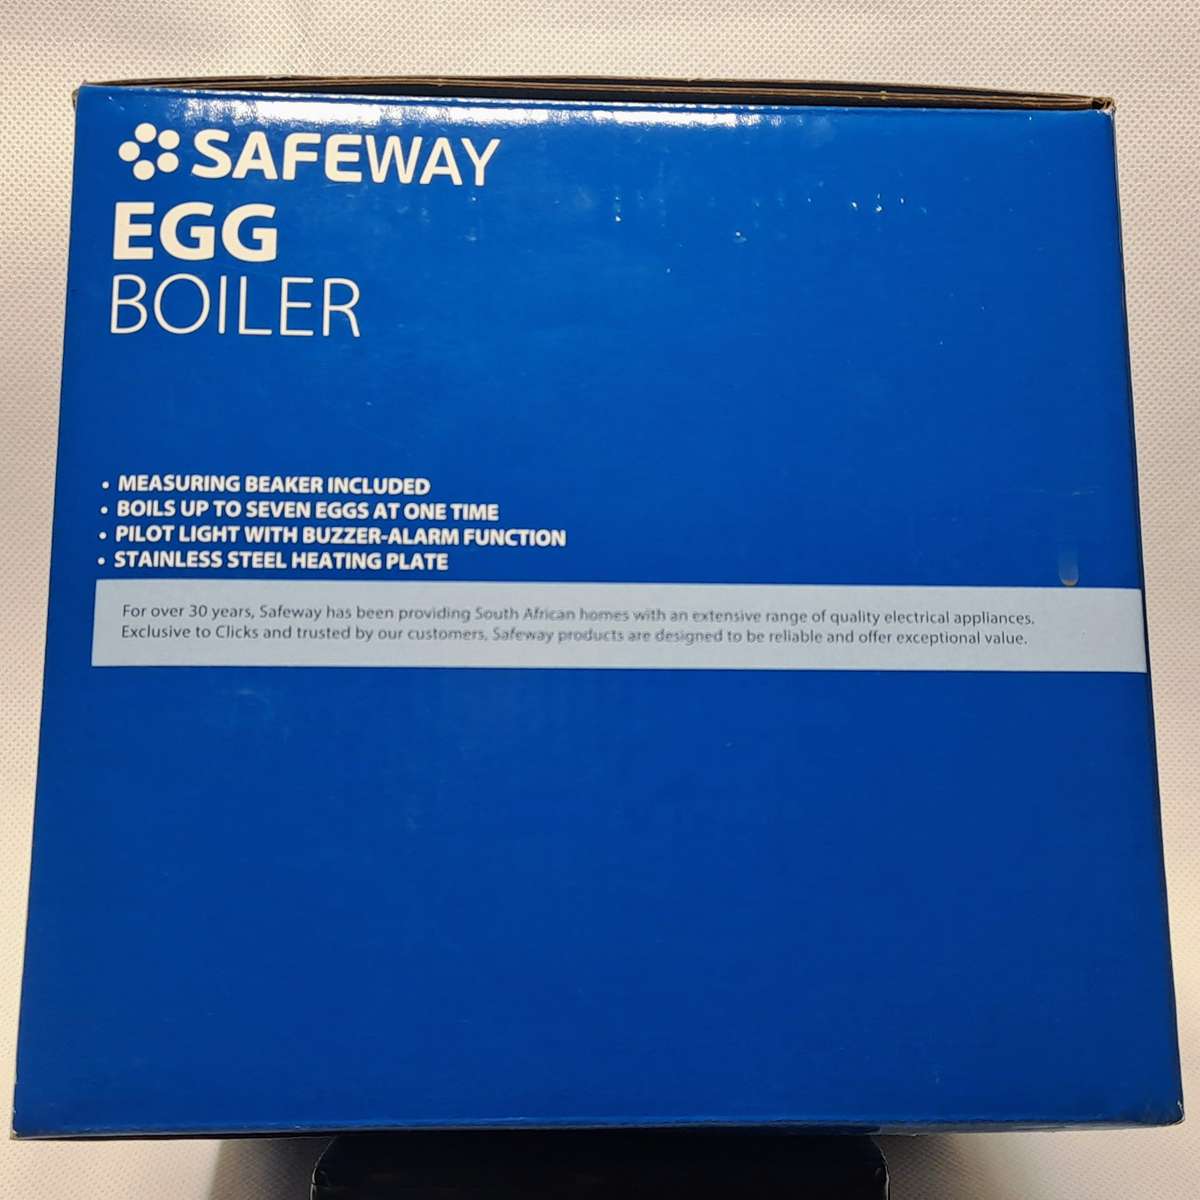 SAFEWAY
EGG
BOILER
• MEASURING BEAKER INCLUDED
• BOILS UP TO SEVEN EGGS AT ONE TIME
• PILOT LIGHT WITH BUZZER-ALARM FUNCTION
• STAINLESS STEEL HEATING PLATE
For over 30 years, Safeway has been providing South African homes with an extensive range of quality electrical appliances.
Exclusive to Clicks and trusted by our customers, Safeway products are designed to be reliable and offer exceptional value.